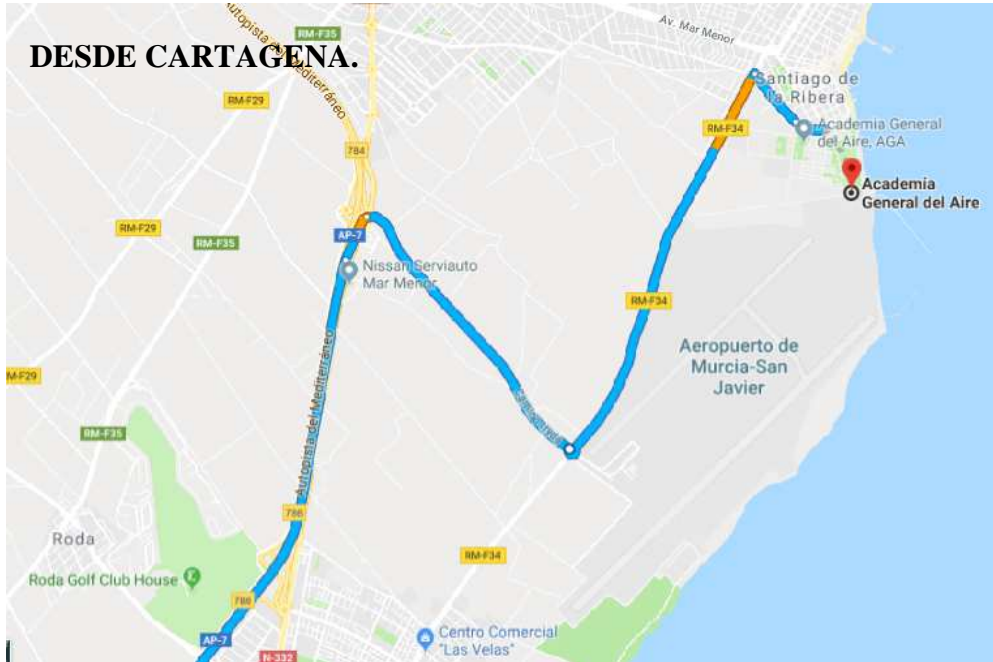 DESDE CARTAGENA.
Autopista del Mediterráneo
RM-F35
Av. Mar Menor
RM-F29
Santiago de
la Ribera
RM-F34
Academia General
del Aire, AGA
784
Academia
General del Aire
RM-F29
RM-F35
AP-7
Nissan Serviauto
Mar Menor
RM-F34
Autopista del Mediterráneo
Aeropuerto de
Murcia-San
Javier
M-F29
RM-F35
786
Roda
RM-F34
Roda Golf Club House
786
Centro Comercial
"Las Velas"
AP-7
N-332